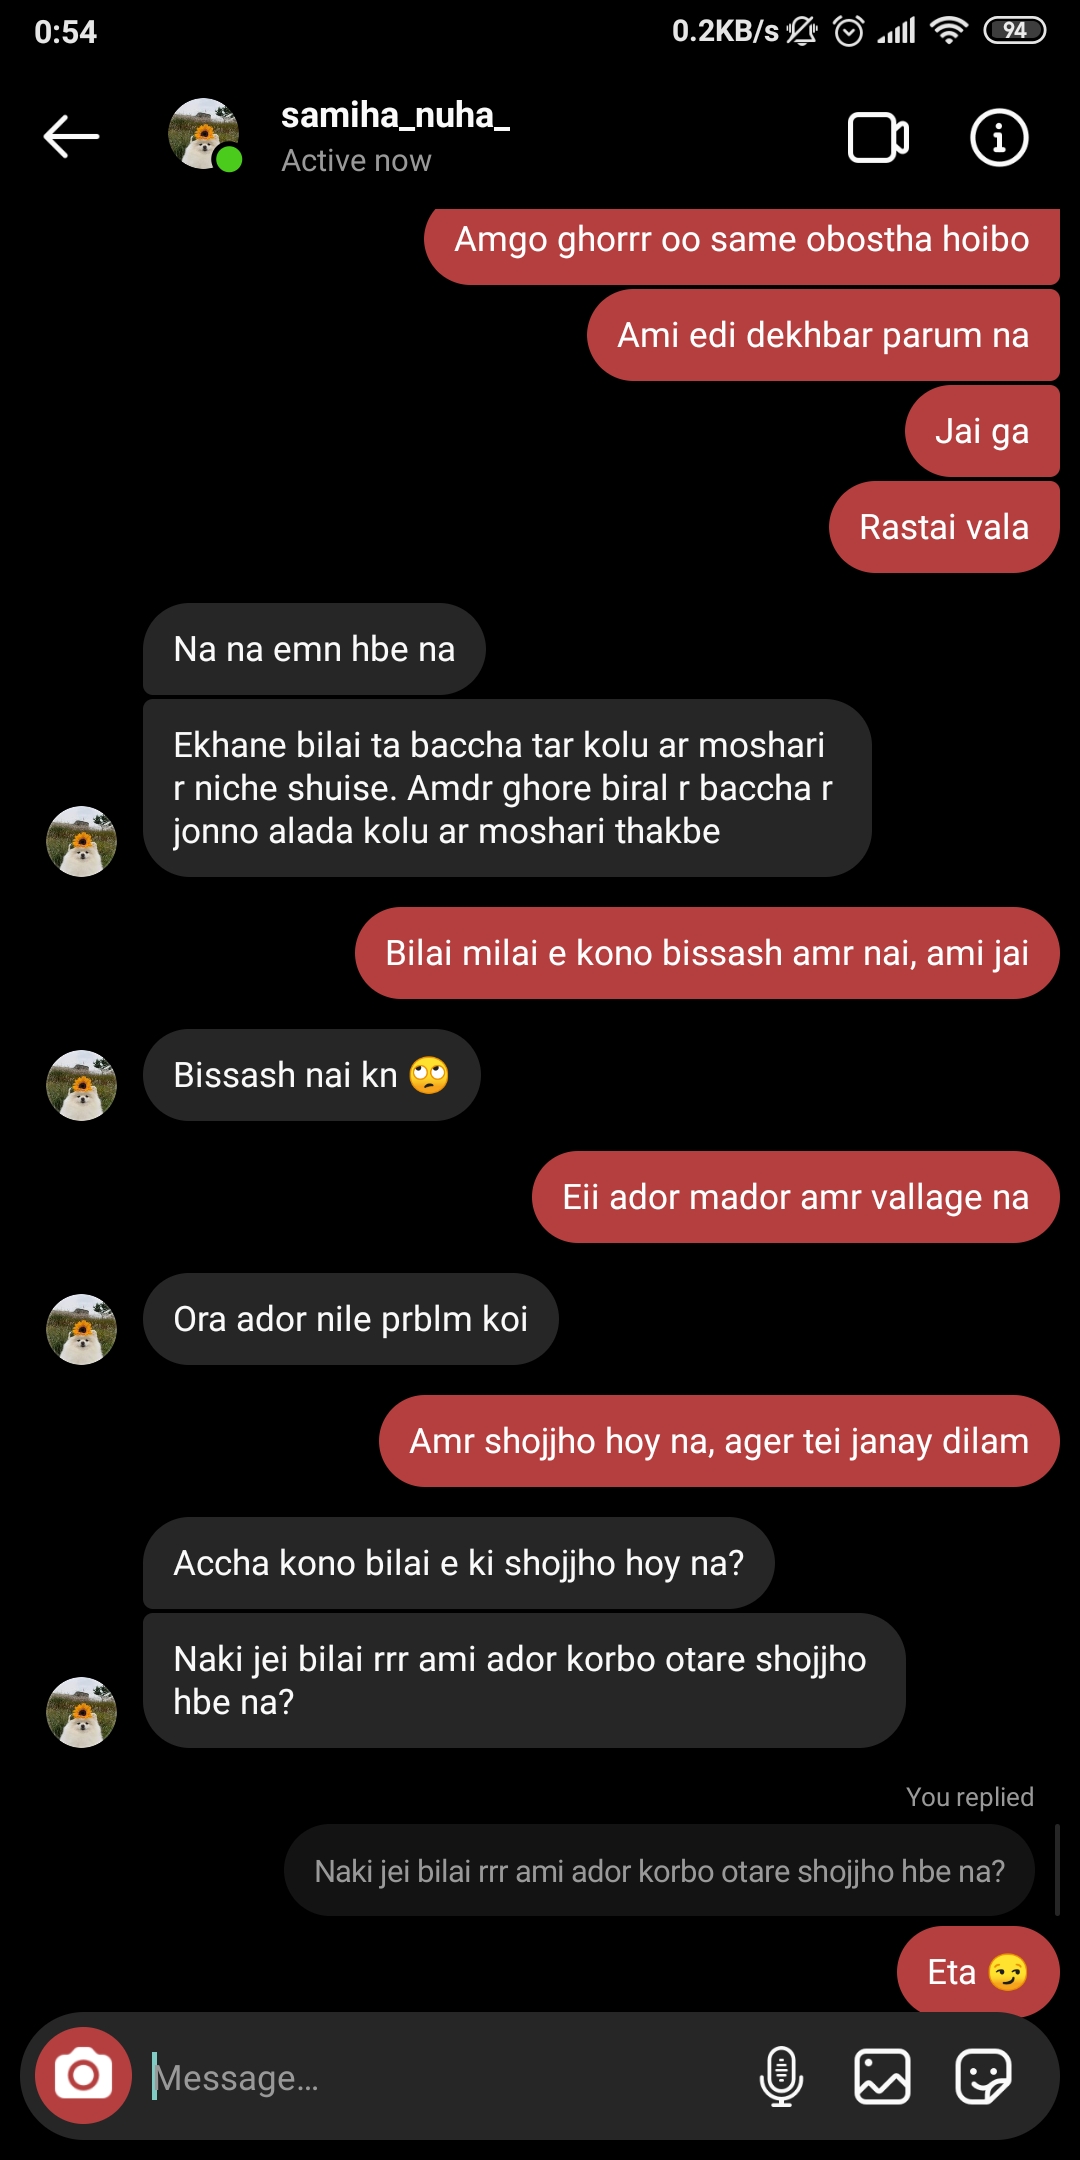 0:54
0.2KB/s
94
samiha_nuha_
Active now
Amgo ghorrr oo same obostha hoibo
Ami edi dekhbar parum na
Jai ga
Rastai vala
Na na emn hbe na
Ekhane bilai ta baccha tar kolu ar moshari
r niche shuise. Amdr ghore biral r baccha r
jonno alada kolu ar moshari thakbe
Bilai milai e kono bissash amr nai, ami jai
Bissash nai kn 🙄
Eii ador mador amr vallage na
Ora ador nile prblm koi
Amr shojjho hoy na, ager tei janay dilam
Accha kono bilai e ki shojjho hoy na?
Naki jei bilai rrr ami ador korbo otare shojjho
hbe na?
You replied
Naki jei bilai rrr ami ador korbo otare shojjho hbe na?
Eta 😏
Message...